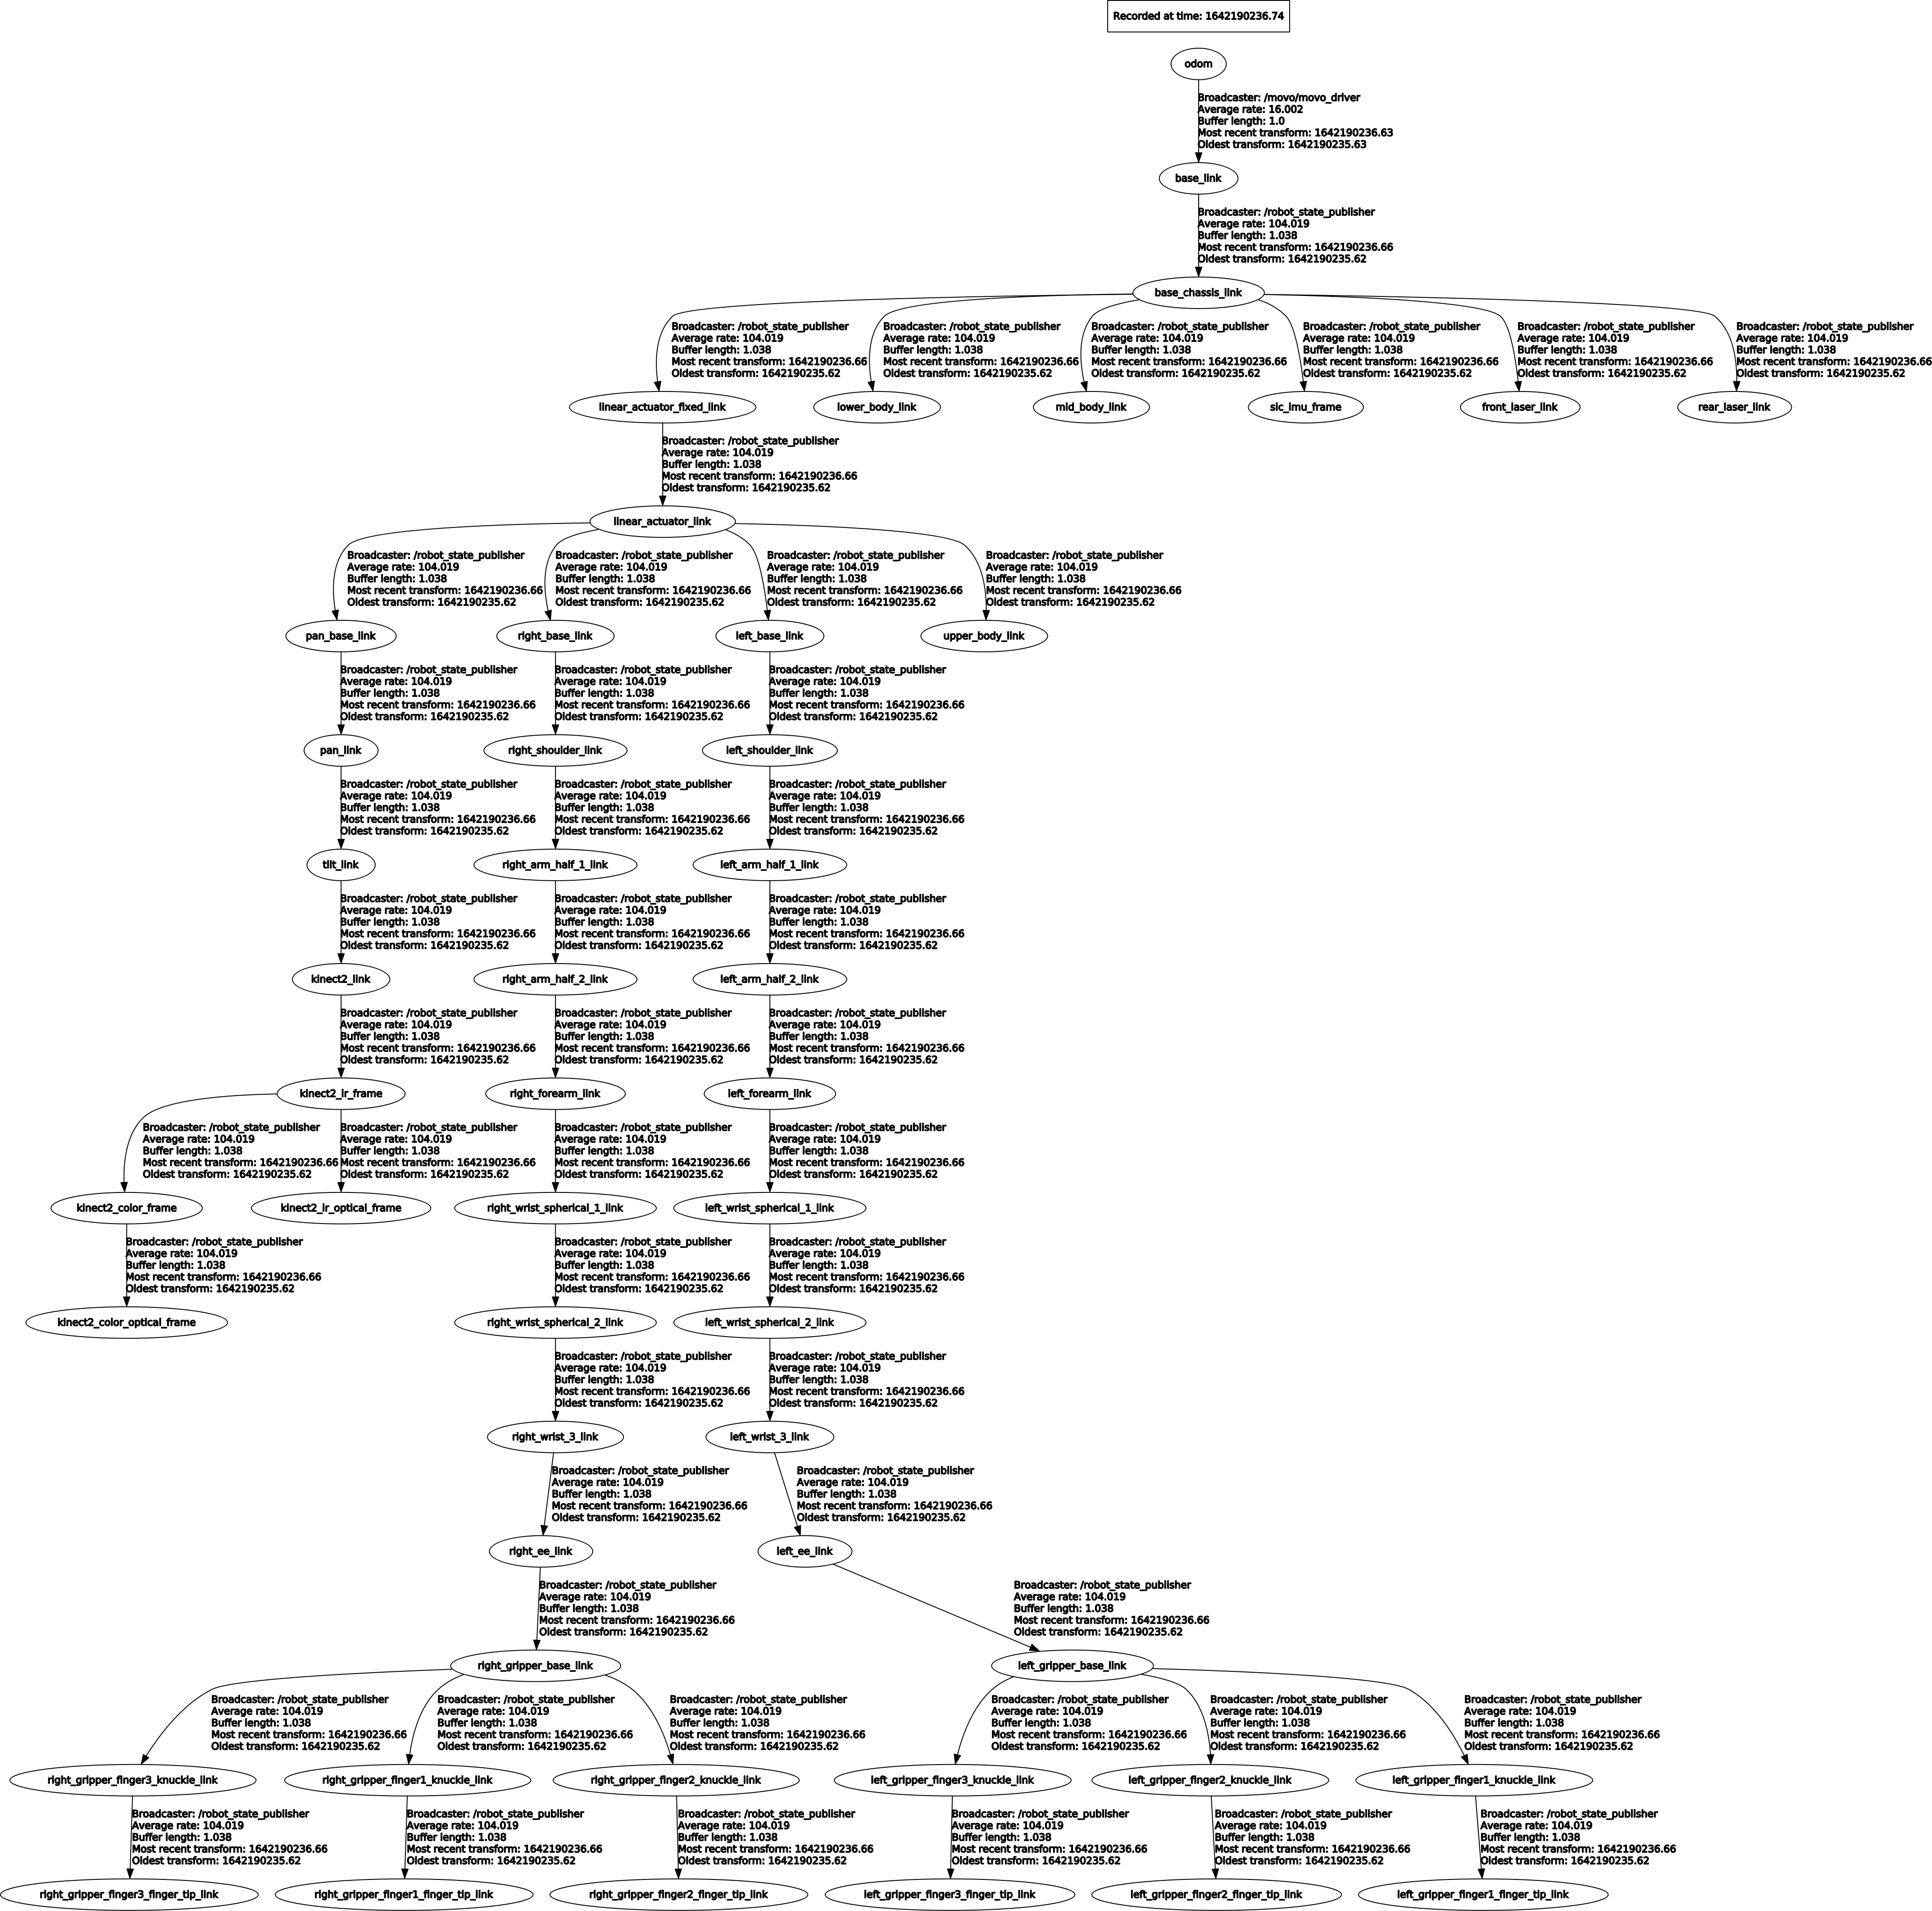 Recorded at time: 1642190236.74
odom
Broadcaster: /movo/movo_driver
Average rate: 16.002
Buffer length: 1.0
Most recent transform: 1642190236.63
Oldest transform: 1642190235.63
base_link
Broadcaster: /robot_state_publisher
Average rate: 104.019
Buffer length: 1.038
Most recent transform: 1642190236.66
Oldest transform: 1642190235.62
base_chassis_link
Broadcaster: /robot_state_publisher
Average rate: 104.019
Buffer length: 1.038
Most recent transform: 1642190236.66
Oldest transform: 1642190235.62
Broadcaster: /robot_state_publisher
Average rate: 104.019
Buffer length: 1.038
Most recent transform: 1642190236.66
Oldest transform: 1642190235.62
Broadcaster: /robot_state_publisher
Average rate: 104.019
Buffer length: 1.038
Most recent transform: 1642190236.66
Oldest transform: 1642190235.62
Broadcaster: /robot_state_publisher
Average rate: 104.019
Buffer length: 1.038
Most recent transform: 1642190236.66
Oldest transform: 1642190235.62
Broadcaster: /robot_state_publisher
Average rate: 104.019
Buffer length: 1.038
Most recent transform: 1642190236.66
Oldest transform: 1642190235.62
Broadcaster: /robot_state_publisher
Average rate: 104.019
Buffer length: 1.038
Most recent transform: 1642190236.66
Oldest transform: 1642190235.62
linear_actuator_fixed_link
lower_body_link
mid_body_link
sic_imu_frame
front_laser_link
rear_laser_link
Broadcaster: /robot_state_publisher
Average rate: 104.019
Buffer length: 1.038
Most recent transform: 1642190236.66
Oldest transform: 1642190235.62
linear_actuator_link
Broadcaster: /robot_state_publisher
Average rate: 104.019
Buffer length: 1.038
Most recent transform: 1642190236.66
Oldest transform: 1642190235.62
Broadcaster: /robot_state_publisher
Average rate: 104.019
Buffer length: 1.038
Most recent transform: 1642190236.66
Oldest transform: 1642190235.62
Broadcaster: /robot_state_publisher
Average rate: 104.019
Buffer length: 1.038
Most recent transform: 1642190236.66
Oldest transform: 1642190235.62
Broadcaster: /robot_state_publisher
Average rate: 104.019
Buffer length: 1.038
Most recent transform: 1642190236.66
Oldest transform: 1642190235.62
pan_base_link
right_base_link
left_base_link
upper_body_link
Broadcaster: /robot_state_publisher
Average rate: 104.019
Buffer length: 1.038
Most recent transform: 1642190236.66
Oldest transform: 1642190235.62
Broadcaster: /robot_state_publisher
Average rate: 104.019
Buffer length: 1.038
Most recent transform: 1642190236.66
Oldest transform: 1642190235.62
Broadcaster: /robot_state_publisher
Average rate: 104.019
Buffer length: 1.038
Most recent transform: 1642190236.66
Oldest transform: 1642190235.62
pan_link
right_shoulder_link
left_shoulder_link
Broadcaster: /robot_state_publisher
Average rate: 104.019
Buffer length: 1.038
Most recent transform: 1642190236.66
Oldest transform: 1642190235.62
Broadcaster: /robot_state_publisher
Average rate: 104.019
Buffer length: 1.038
Most recent transform: 1642190236.66
Oldest transform: 1642190235.62
Broadcaster: /robot_state_publisher
Average rate: 104.019
Buffer length: 1.038
Most recent transform: 1642190236.66
Oldest transform: 1642190235.62
tilt_link
right_arm_half_1_link
left_arm_half_1_link
Broadcaster: /robot_state_publisher
Average rate: 104.019
Buffer length: 1.038
Most recent transform: 1642190236.66
Oldest transform: 1642190235.62
Broadcaster: /robot_state_publisher
Average rate: 104.019
Buffer length: 1.038
Most recent transform: 1642190236.66
Oldest transform: 1642190235.62
Broadcaster: /robot_state_publisher
Average rate: 104.019
Buffer length: 1.038
Most recent transform: 1642190236.66
Oldest transform: 1642190235.62
kinect2_link
right_arm_half_2_link
left_arm_half_2_link
Broadcaster: /robot_state_publisher
Average rate: 104.019
Buffer length: 1.038
Most recent transform: 1642190236.66
Oldest transform: 1642190235.62
Broadcaster: /robot_state_publisher
Average rate: 104.019
Buffer length: 1.038
Most recent transform: 1642190236.66
Oldest transform: 1642190235.62
Broadcaster: /robot_state_publisher
Average rate: 104.019
Buffer length: 1.038
Most recent transform: 1642190236.66
Oldest transform: 1642190235.62
kinect2_ir_frame
right_forearm_link
left_forearm_link
Broadcaster: /robot_state_publisher
Average rate: 104.019
Buffer length: 1.038
Most recent transform: 1642190236.66
Oldest transform: 1642190235.62
Broadcaster: /robot_state_publisher
Average rate: 104.019
Buffer length: 1.038
Most recent transform: 1642190236.66
Oldest transform: 1642190235.62
Broadcaster: /robot_state_publisher
Average rate: 104.019
Buffer length: 1.038
Most recent transform: 1642190236.66
Oldest transform: 1642190235.62
Broadcaster: /robot_state_publisher
Average rate: 104.019
Buffer length: 1.038
Most recent transform: 1642190236.66
Oldest transform: 1642190235.62
kinect2_color_frame
kinect2_ir_optical_frame
right_wrist_spherical_1_link
left_wrist_spherical_1_link
Broadcaster: /robot_state_publisher
Average rate: 104.019
Buffer length: 1.038
Most recent transform: 1642190236.66
Oldest transform: 1642190235.62
Broadcaster: /robot_state_publisher
Average rate: 104.019
Buffer length: 1.038
Most recent transform: 1642190236.66
Oldest transform: 1642190235.62
Broadcaster: /robot_state_publisher
Average rate: 104.019
Buffer length: 1.038
Most recent transform: 1642190236.66
Oldest transform: 1642190235.62
kinect2_color_optical_frame
right_wrist_spherical_2_link
left_wrist_spherical_2_link
Broadcaster: /robot_state_publisher
Average rate: 104.019
Buffer length: 1.038
Most recent transform: 1642190236.66
Oldest transform: 1642190235.62
Broadcaster: /robot_state_publisher
Average rate: 104.019
Buffer length: 1.038
Most recent transform: 1642190236.66
Oldest transform: 1642190235.62
right_wrist_3_link
left_wrist_3_link
Broadcaster: /robot_state_publisher
Average rate: 104.019
Buffer length: 1.038
Most recent transform: 1642190236.66
Oldest transform: 1642190235.62
Broadcaster: /robot_state_publisher
Average rate: 104.019
Buffer length: 1.038
Most recent transform: 1642190236.66
Oldest transform: 1642190235.62
right_ee_link
left_ee_link
Broadcaster: /robot_state_publisher
Average rate: 104.019
Buffer length: 1.038
Most recent transform: 1642190236.66
Oldest transform: 1642190235.62
Broadcaster: /robot_state_publisher
Average rate: 104.019
Buffer length: 1.038
Most recent transform: 1642190236.66
Oldest transform: 1642190235.62
right_gripper_base_link
left_gripper_base_link
Broadcaster: /robot_state_publisher
Average rate: 104.019
Buffer length: 1.038
Most recent transform: 1642190236.66
Oldest transform: 1642190235.62
Broadcaster: /robot_state_publisher
Average rate: 104.019
Buffer length: 1.038
Most recent transform: 1642190236.66
Oldest transform: 1642190235.62
Broadcaster: /robot_state_publisher
Average rate: 104.019
Buffer length: 1.038
Most recent transform: 1642190236.66
Oldest transform: 1642190235.62
Broadcaster: /robot_state_publisher
Average rate: 104.019
Buffer length: 1.038
Most recent transform: 1642190236.66
Oldest transform: 1642190235.62
Broadcaster: /robot_state_publisher
Average rate: 104.019
Buffer length: 1.038
Most recent transform: 1642190236.66
Oldest transform: 1642190235.62
Broadcaster: /robot_state_publisher
Average rate: 104.019
Buffer length: 1.038
Most recent transform: 1642190236.66
Oldest transform: 1642190235.62
right_gripper_finger3_knuckle_link
right_gripper_finger1_knuckle_link
right_gripper_finger2_knuckle_link
left_gripper_finger3_knuckle_link
left_gripper_finger2_knuckle_link
left_gripper_finger1_knuckle_link
Broadcaster: /robot_state_publisher
Average rate: 104.019
Buffer length: 1.038
Most recent transform: 1642190236.66
Oldest transform: 1642190235.62
Broadcaster: /robot_state_publisher
Average rate: 104.019
Buffer length: 1.038
Most recent transform: 1642190236.66
Oldest transform: 1642190235.62
Broadcaster: /robot_state_publisher
Average rate: 104.019
Buffer length: 1.038
Most recent transform: 1642190236.66
Oldest transform: 1642190235.62
Broadcaster: /robot_state_publisher
Average rate: 104.019
Buffer length: 1.038
Most recent transform: 1642190236.66
Oldest transform: 1642190235.62
Broadcaster: /robot_state_publisher
Average rate: 104.019
Buffer length: 1.038
Most recent transform: 1642190236.66
Oldest transform: 1642190235.62
Broadcaster: /robot_state_publisher
Average rate: 104.019
Buffer length: 1.038
Most recent transform: 1642190236.66
Oldest transform: 1642190235.62
right_gripper_finger3_finger_tip_link
right_gripper_finger1_finger_tip_link
right_gripper_finger2_finger_tip_link
left_gripper_finger3_finger_tip_link
left_gripper_finger2_finger_tip_link
left_gripper_finger1_finger_tip_link